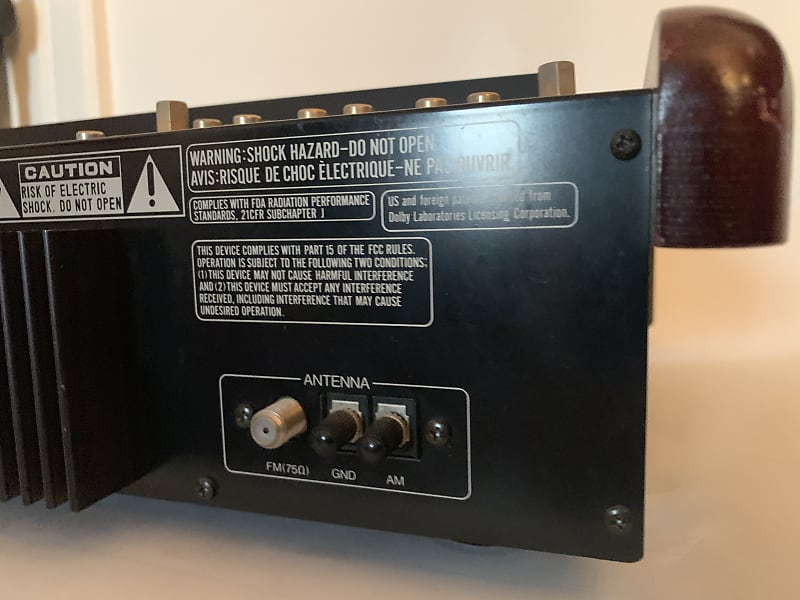 CAUTION
RISK OF ELECTRIC
SHOCK. DO NOT OPEN
WARNING:SHOCK HAZARD-DO NOT OPEN
AVIS:RISQUE DE CHOC ÉLECTRIQUE-NE PAS OUVRIR
COMPLIES WITH FDA RADIATION PERFORMANCE
STANDARDS, 21CFR SUBCHAPTER J
US and foreign from
Dolby Laboratories Licensing Corporation.
THIS DEVICE COMPLIES WITH PART 15 OF THE FCC RULES.
OPERATION IS SUBJECT TO THE FOLLOWING TWO CONDITIONS:
(1) THIS DEVICE MAY NOT CAUSE HARMFUL INTERFERENCE
AND (2) THIS DEVICE MUST ACCEPT ANY INTERFERENCE
RECEIVED, INCLUDING INTERFERENCE THAT MAY CAUSE
UNDESIRED OPERATION.
ANTENNA
FM(75Ω) GND AM